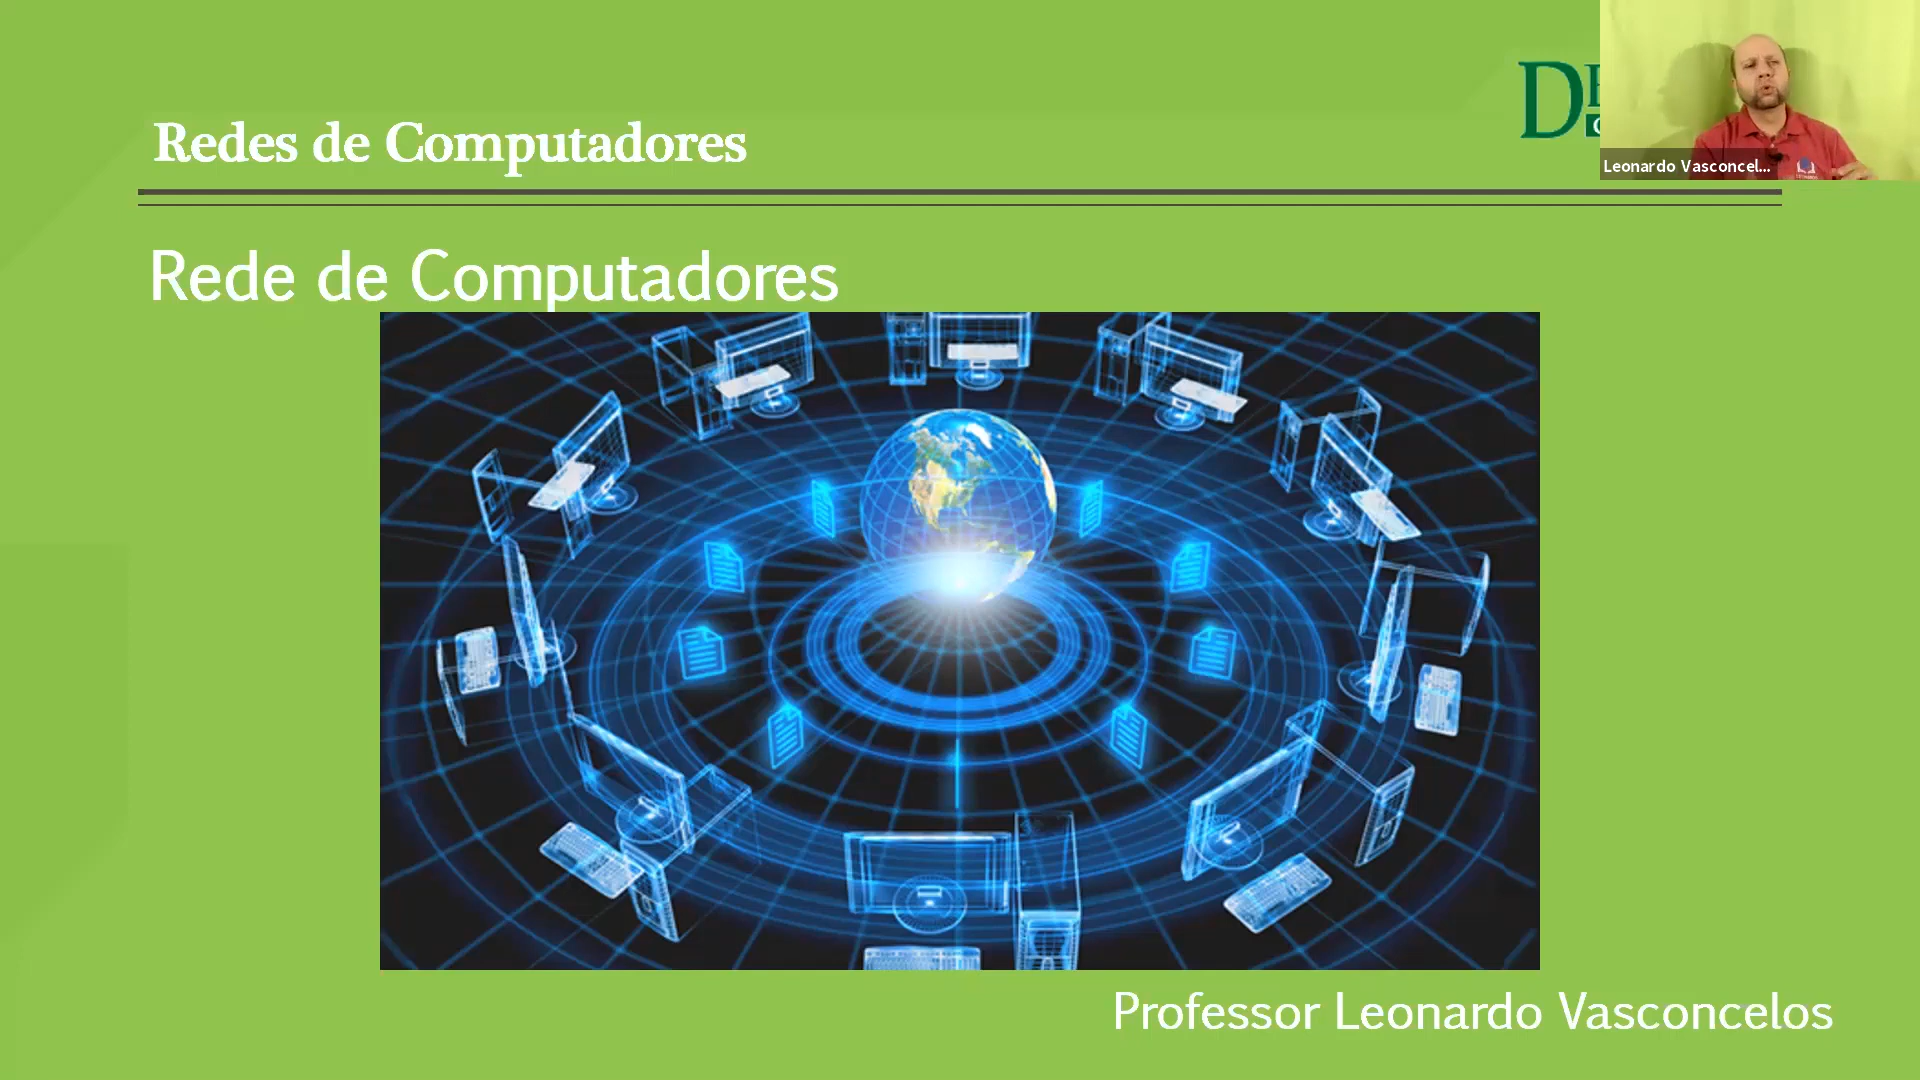 Redes de Computadores
Leonardo Vasconcel...
Rede de Computadores
Professor Leonardo Vasconcelos